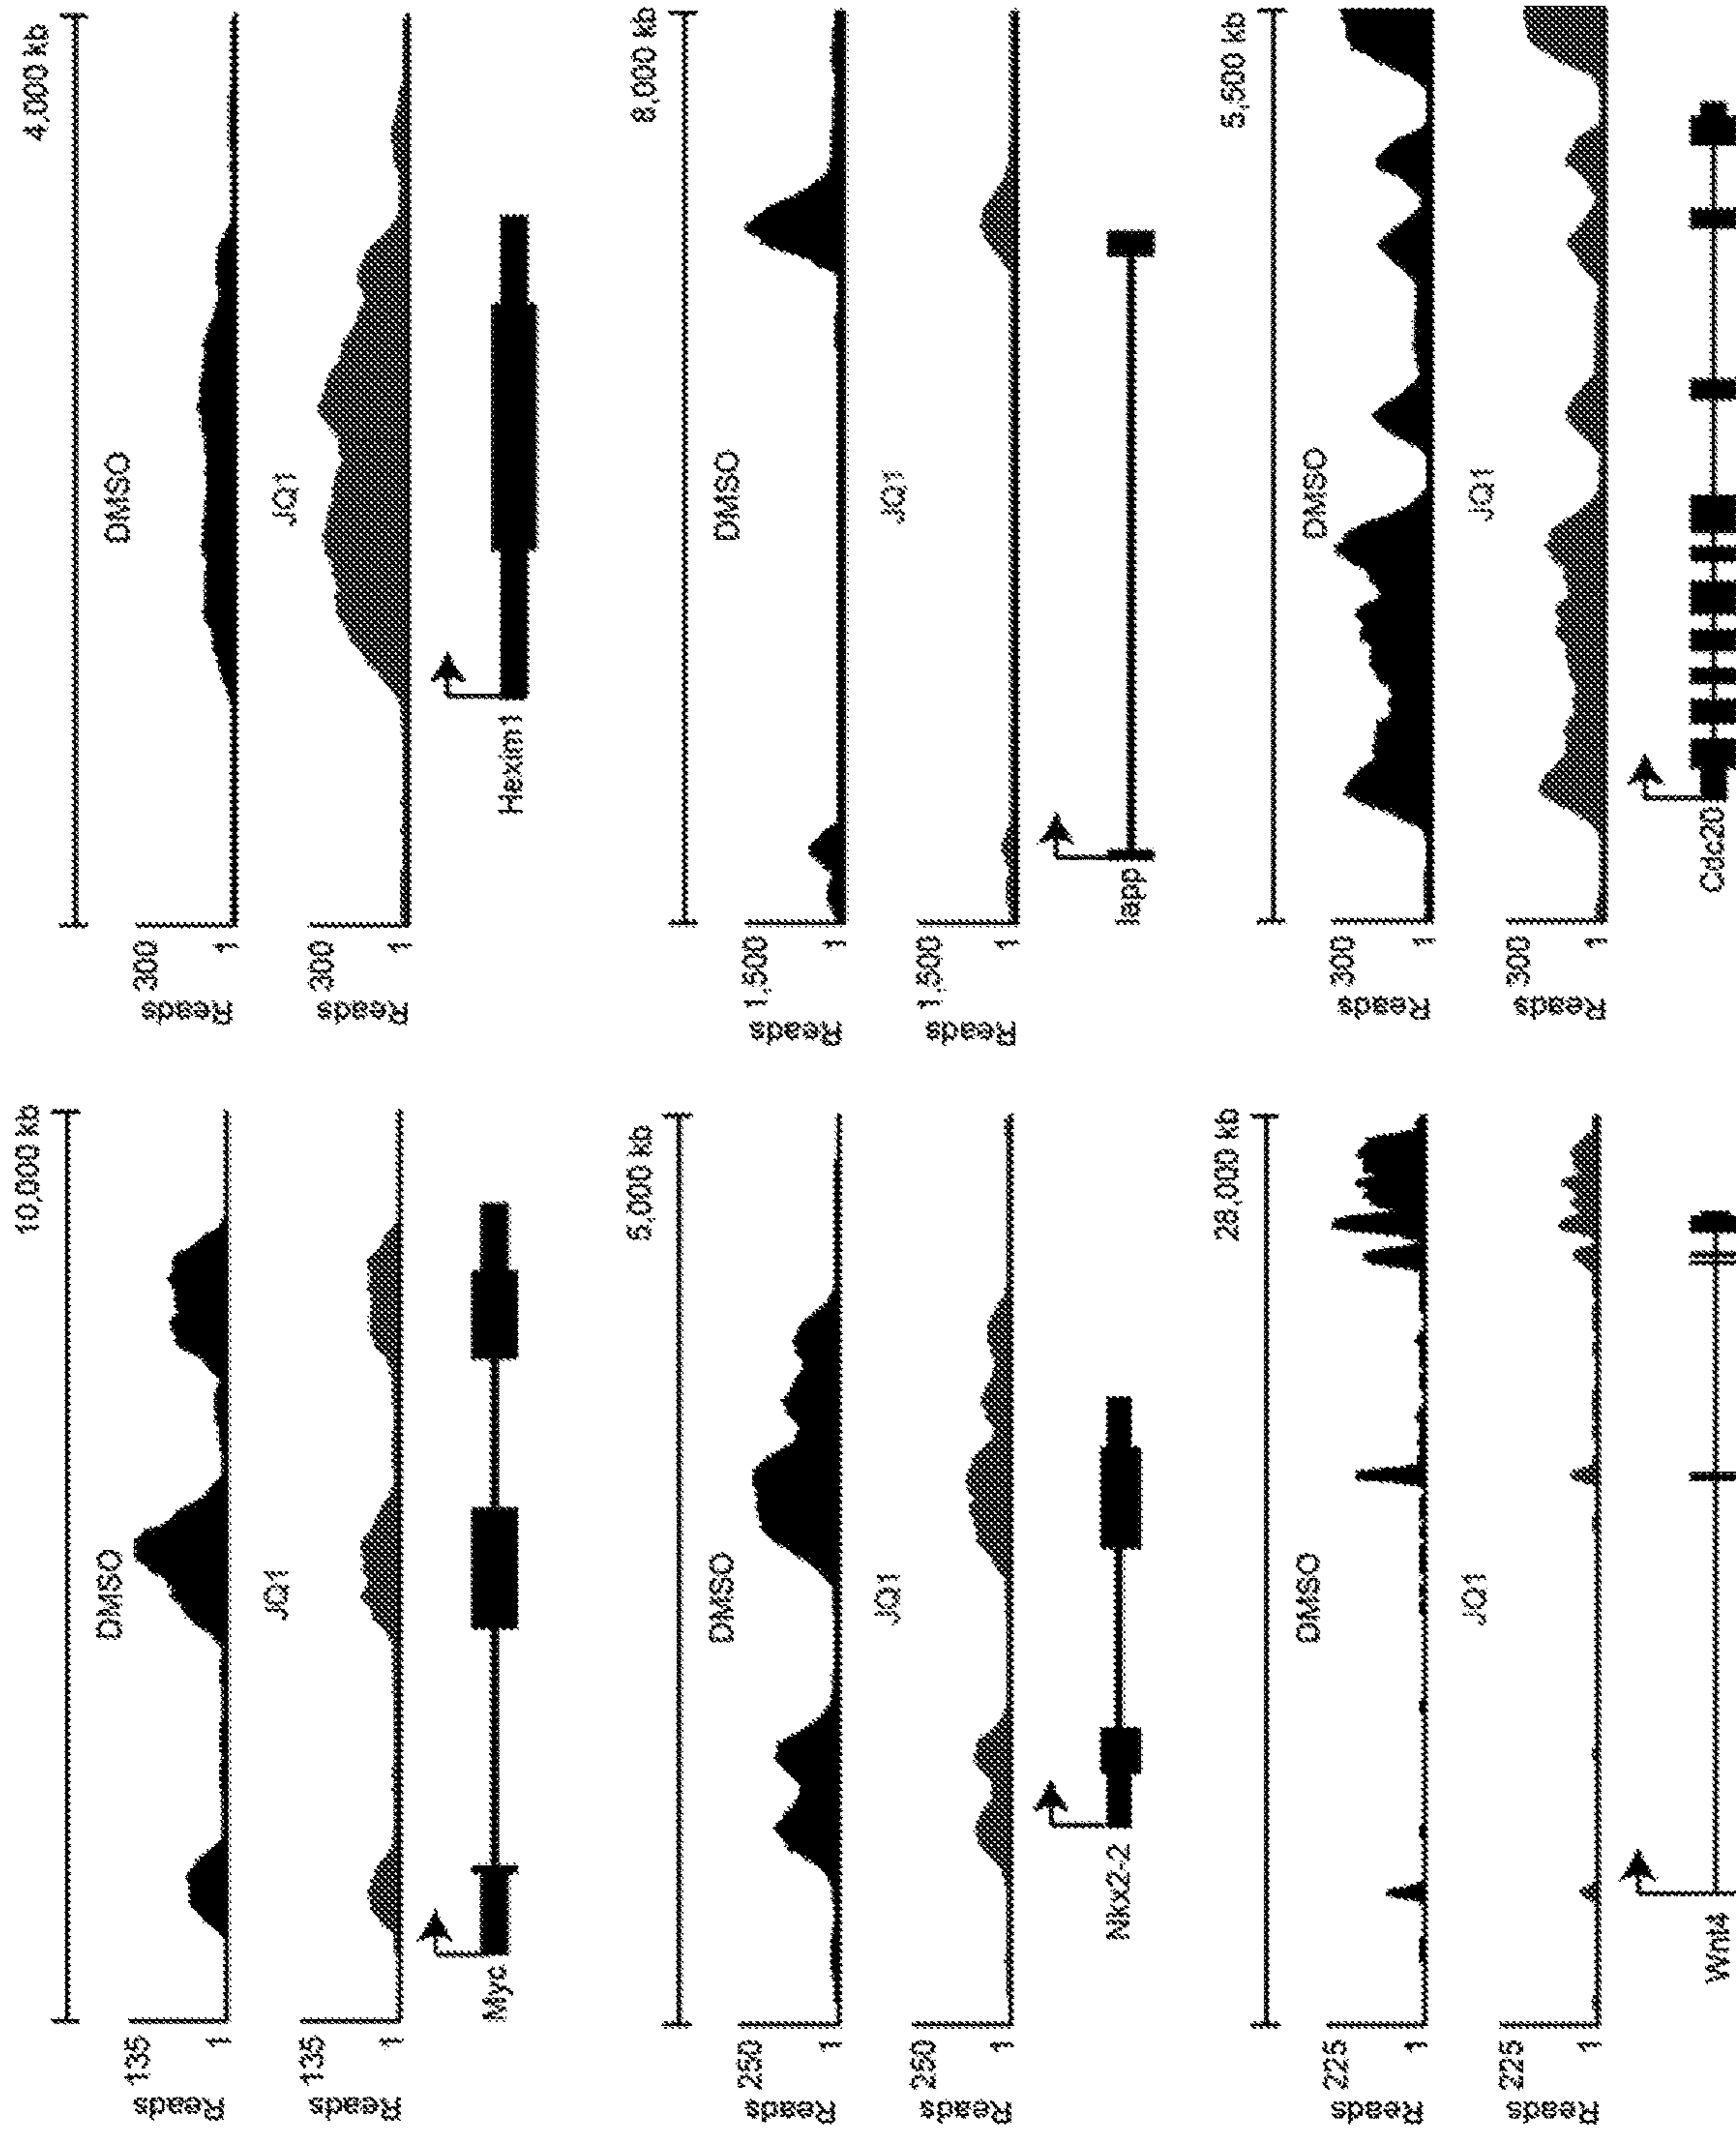 10,000 kb
135
Reads
1
DMSO
135
Reads
1
JQ1
Myc
4,000 kb
300
Reads
1
DMSO
300
Reads
1
JQ1
Hexim1
6,000 kb
250
Reads
1
DMSO
250
Reads
1
JQ1
Nkx2-2
8,000 kb
1,500
Reads
1
DMSO
1,500
Reads
1
JQ1
Iapp
28,000 kb
225
Reads
1
DMSO
225
Reads
1
JQ1
Wnt4
5,500 kb
300
Reads
1
DMSO
300
Reads
1
JQ1
Cdc20